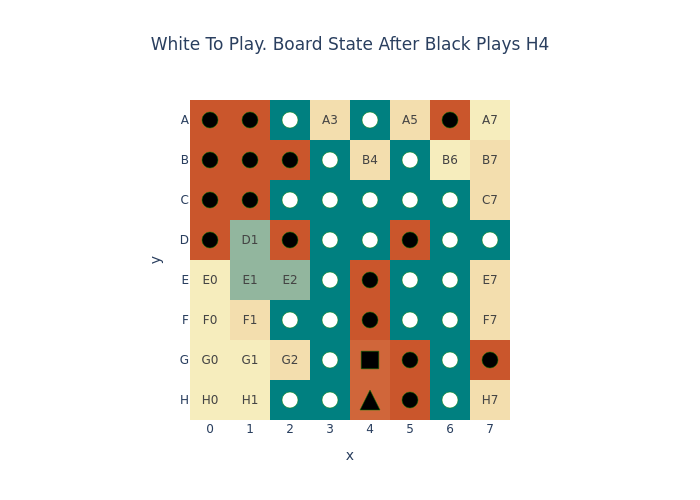 White To Play. Board State After Black Plays H4
A A3 A5 A7
B B4 B6 B7
C C7
D D1
E E0 E1 E2 E7
F F0 F1 F7
G G0 G1 G2
H H0 H1 H7
0 1 2 3 4 5 6 7
x
y